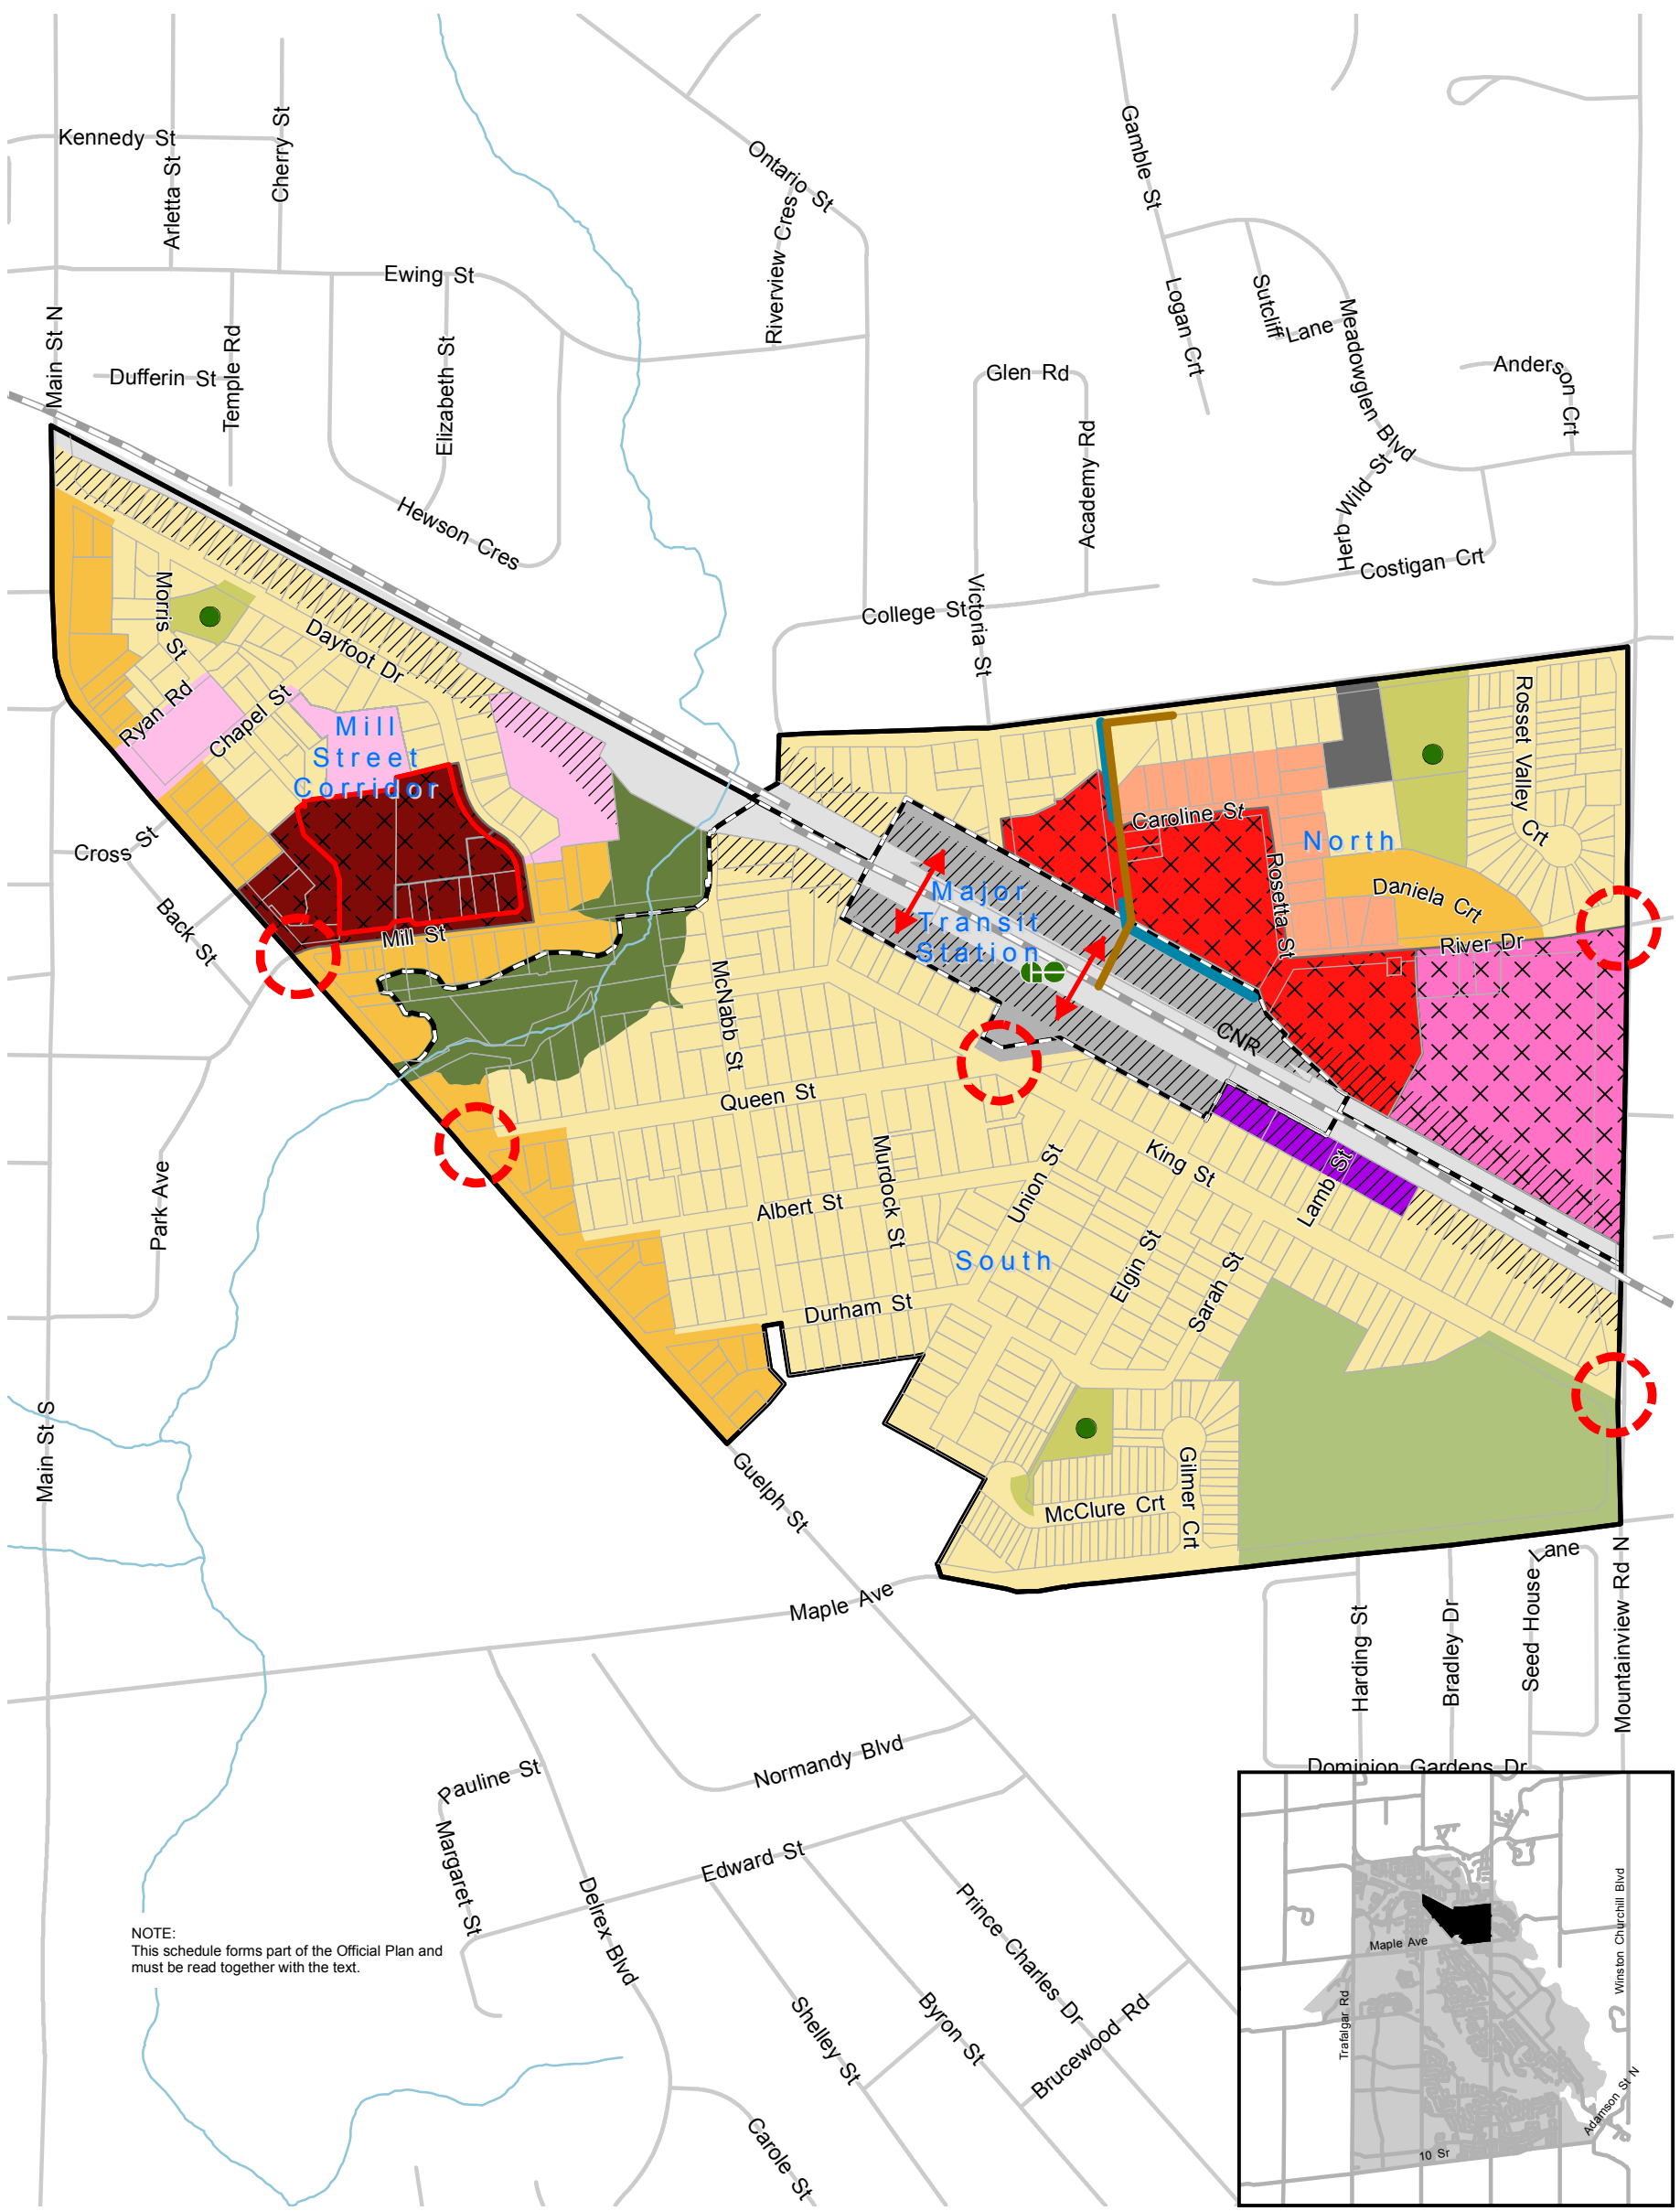 Kennedy St
Arletta St
Cherry St
Ontario St
Riverview Cres
Gamble St
Logan Crt
Sutcliff Lane
Meadowglen Blvd
Anderson Crt
Ewing St
Main St N
Dufferin St
Temple Rd
Elizabeth St
Hewson Cres
Glen Rd
Academy Rd
Herb Wild St
Costigan Crt
College St
Victoria St
Morris St
Dayfoot Dr
Ryan Rd
Chapel St
Mill
Street
Corridor
Rosset Valley Crt
Caroline St
North
Rosetta St
Daniela Crt
River Dr
Major
Transit
Station
Cross St
Back St
Mill St
McNabb St
CNR
Queen St
Park Ave
Murdock St
Albert St
Union St
King St
Lamb St
South
Elgin St
Sarah St
Durham St
Main St S
Guelph St
McClure Crt
Gilmer Crt
Maple Ave
Harding St
Bradley Dr
Seed House Lane
Mountainview Rd N
Dominion Gardens Dr
Normandy Blvd
Pauline St
Margaret St
Edward St
Delrex Blvd
Prince Charles Dr
Byron St
Shelley St
Brucewood Rd
Carole St
NOTE:
This schedule forms part of the Official Plan and
must be read together with the text.
Maple Ave
Trafalgar Rd
Winston Churchill Blvd
Adamson St N
10 Sr